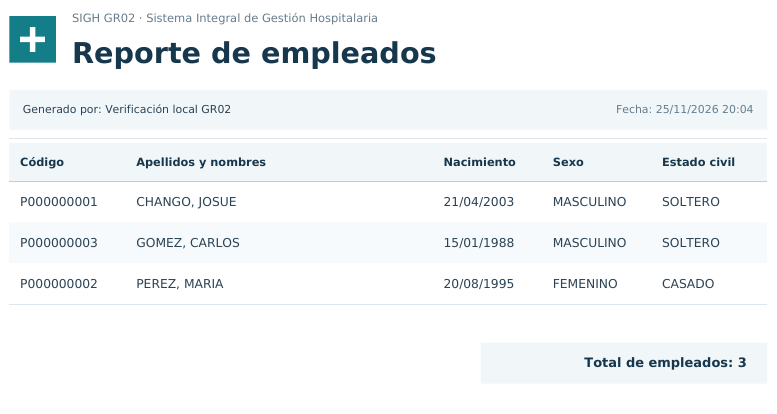 SIGH GR02 · Sistema Integral de Gestión Hospitalaria
Reporte de empleados
Generado por: Verificación local GR02 Fecha: 25/11/2026 20:04
Código Apellidos y nombres Nacimiento Sexo Estado civil
P000000001 CHANGO, JOSUE 21/04/2003 MASCULINO SOLTERO
P000000003 GOMEZ, CARLOS 15/01/1988 MASCULINO SOLTERO
P000000002 PEREZ, MARIA 20/08/1995 FEMENINO CASADO
Total de empleados: 3